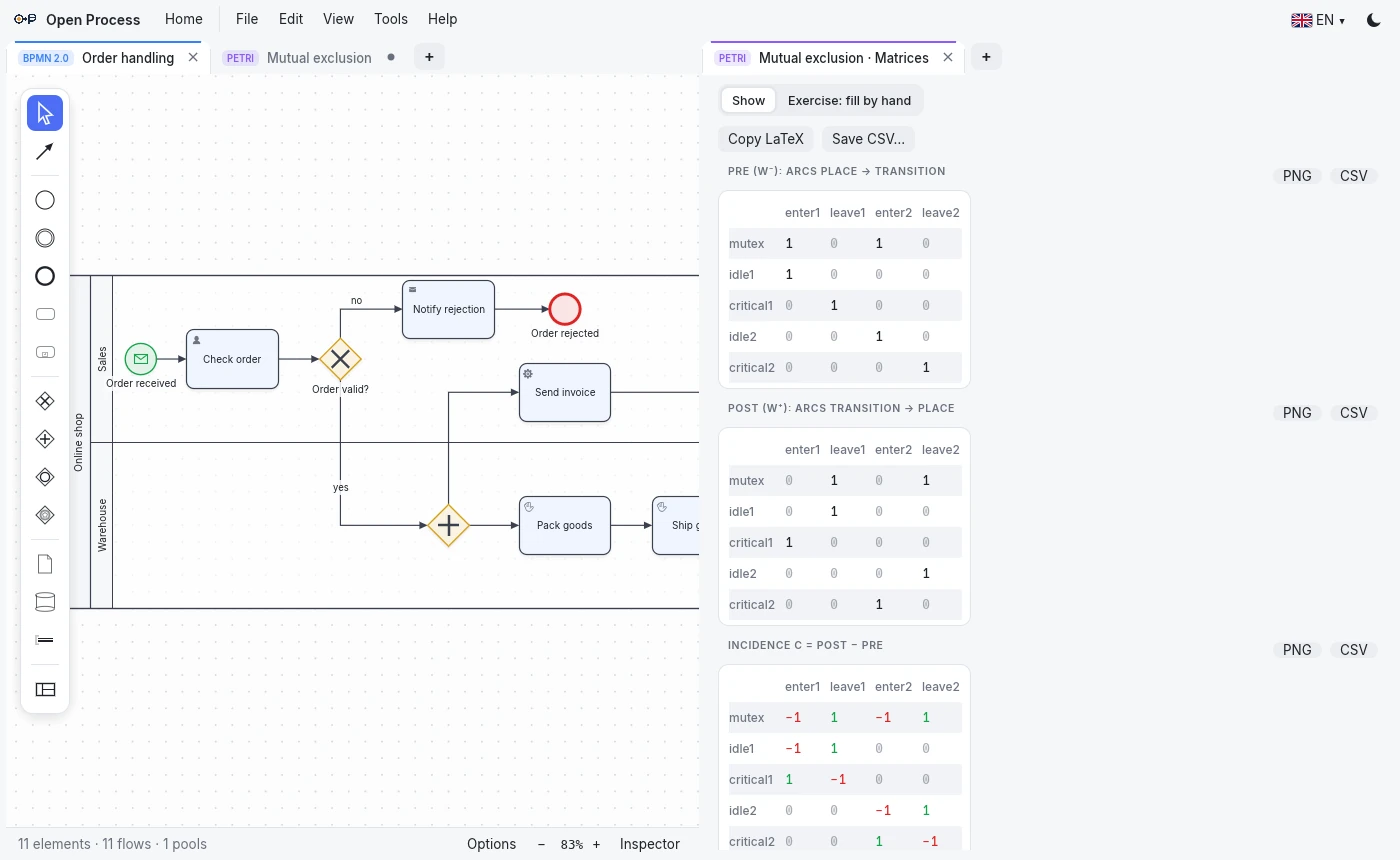 Open Process Home File Edit View Tools Help EN ▾
BPMN 2.0 Order handling ✕ PETRI Mutual exclusion ● +
PETRI Mutual exclusion · Matrices ✕ +
Show Exercise: fill by hand
Copy LaTeX Save CSV...
PRE (W⁻): ARCS PLACE → TRANSITION PNG CSV
enter1 leave1 enter2 leave2
mutex 1 0 1 0
idle1 1 0 0 0
critical1 0 1 0 0
idle2 0 0 1 0
critical2 0 0 0 1
POST (W⁺): ARCS TRANSITION → PLACE PNG CSV
enter1 leave1 enter2 leave2
mutex 0 1 0 1
idle1 0 1 0 0
critical1 1 0 0 0
idle2 0 0 0 1
critical2 0 0 1 0
INCIDENCE C = POST − PRE PNG CSV
enter1 leave1 enter2 leave2
mutex −1 1 −1 1
idle1 −1 1 0 0
critical1 1 −1 0 0
idle2 0 0 −1 1
critical2 0 0 1 −1
Online shop
Sales
Warehouse
Order received
Check order
Order valid?
no
Notify rejection
Order rejected
Send invoice
yes
Pack goods
Ship g
11 elements · 11 flows · 1 pools Options − 83% + Inspector